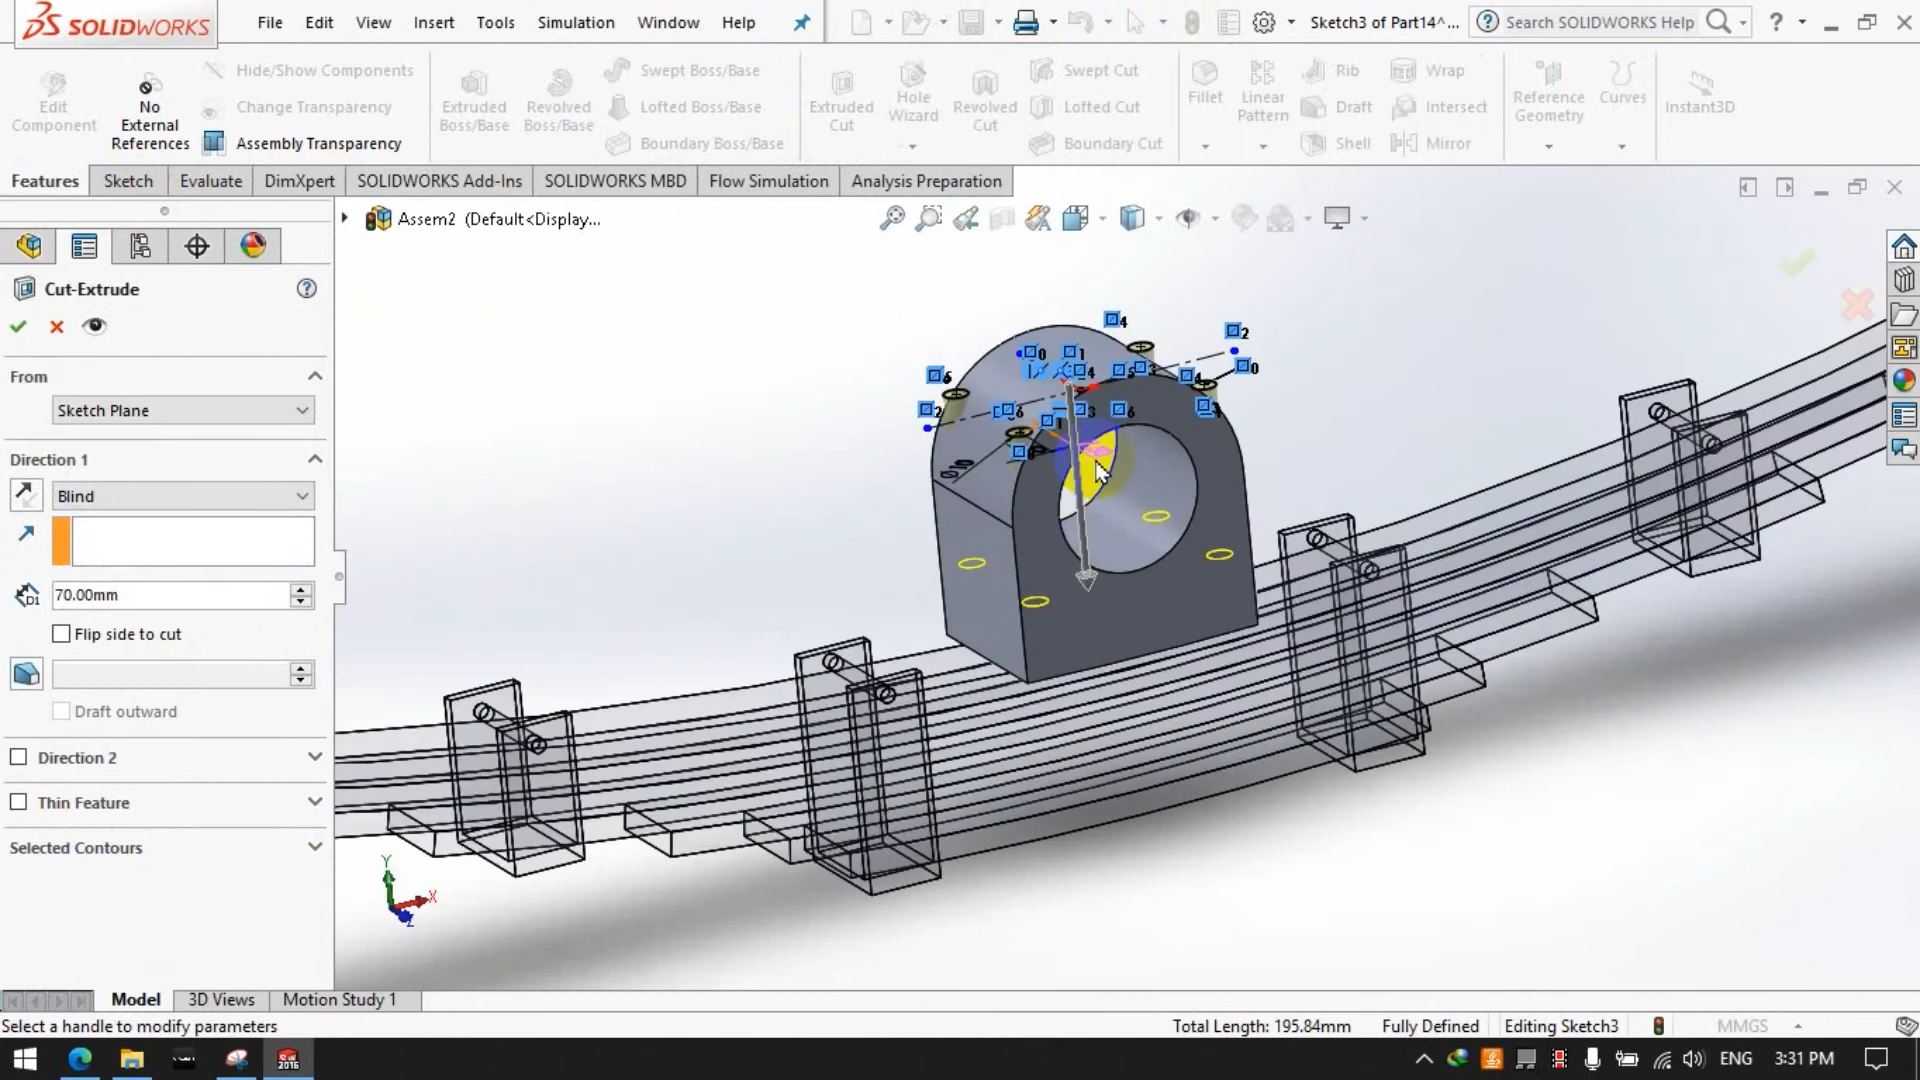 SOLIDWORKS
File Edit View Insert Tools Simulation Window Help
Sketch3 of Part14^...
Search SOLIDWORKS Help
Edit Component
No External References
Hide/Show Components
Change Transparency
Assembly Transparency
Extruded Boss/Base
Revolved Boss/Base
Swept Boss/Base
Lofted Boss/Base
Boundary Boss/Base
Extruded Cut
Hole Wizard
Revolved Cut
Swept Cut
Lofted Cut
Boundary Cut
Fillet
Linear Pattern
Rib
Draft
Shell
Wrap
Intersect
Mirror
Reference Geometry
Curves
Instant3D
Features Sketch Evaluate DimXpert SOLIDWORKS Add-Ins SOLIDWORKS MBD Flow Simulation Analysis Preparation
Assem2 (Default<Display...
Cut-Extrude
From
Sketch Plane
Direction 1
Blind
70.00mm
Flip side to cut
Draft outward
Direction 2
Thin Feature
Selected Contours
Ø10
Y
X
Z
Model 3D Views Motion Study 1
Select a handle to modify parameters
Total Length: 195.84mm Fully Defined Editing Sketch3 MMGS
SW 2016
ENG 3:31 PM